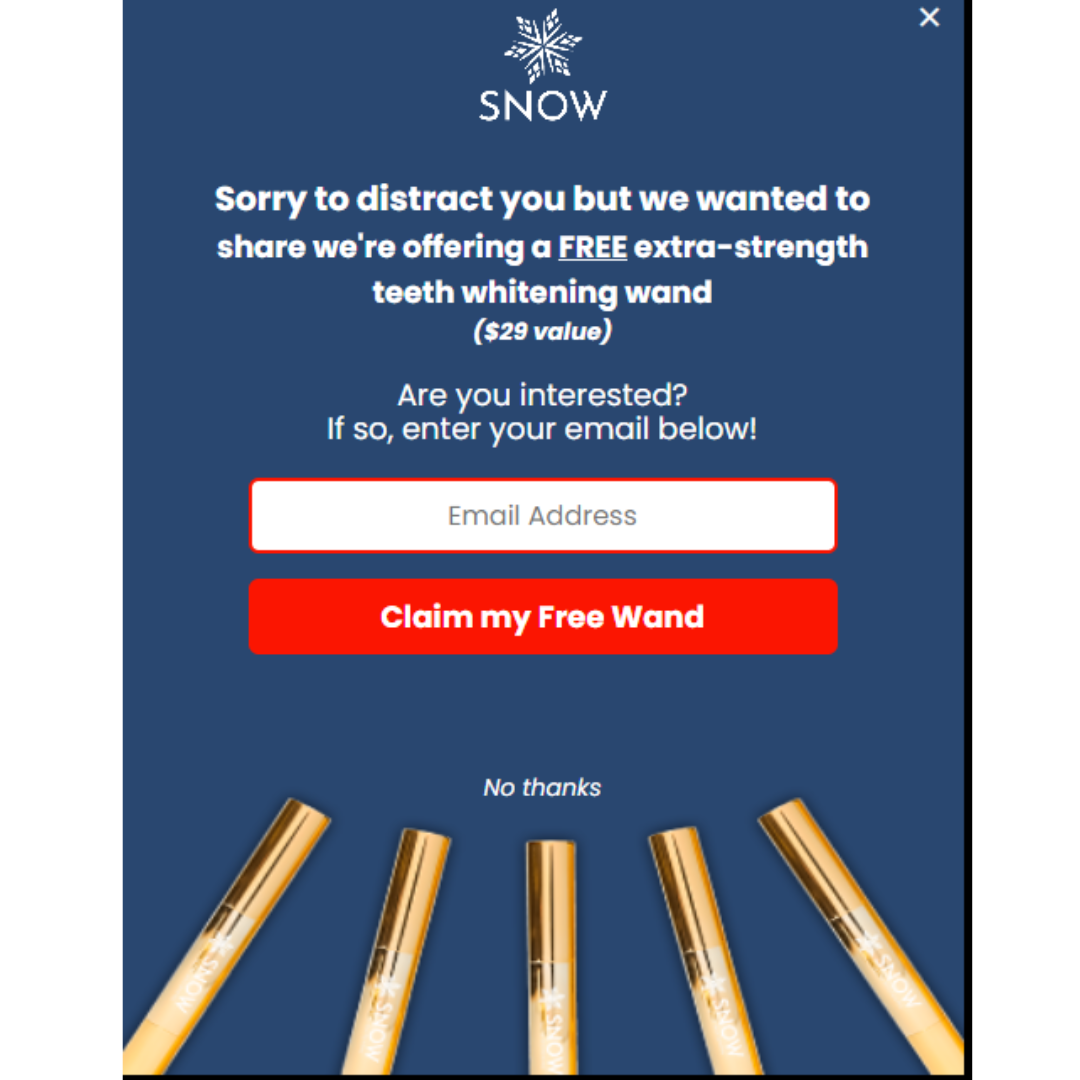 SNOW
Sorry to distract you but we wanted to
share we're offering a FREE extra-strength
teeth whitening wand
($29 value)
Are you interested?
If so, enter your email below!
Email Address
Claim my Free Wand
No thanks
SNOW
SNOW
SNOW
SNOW
SNOW